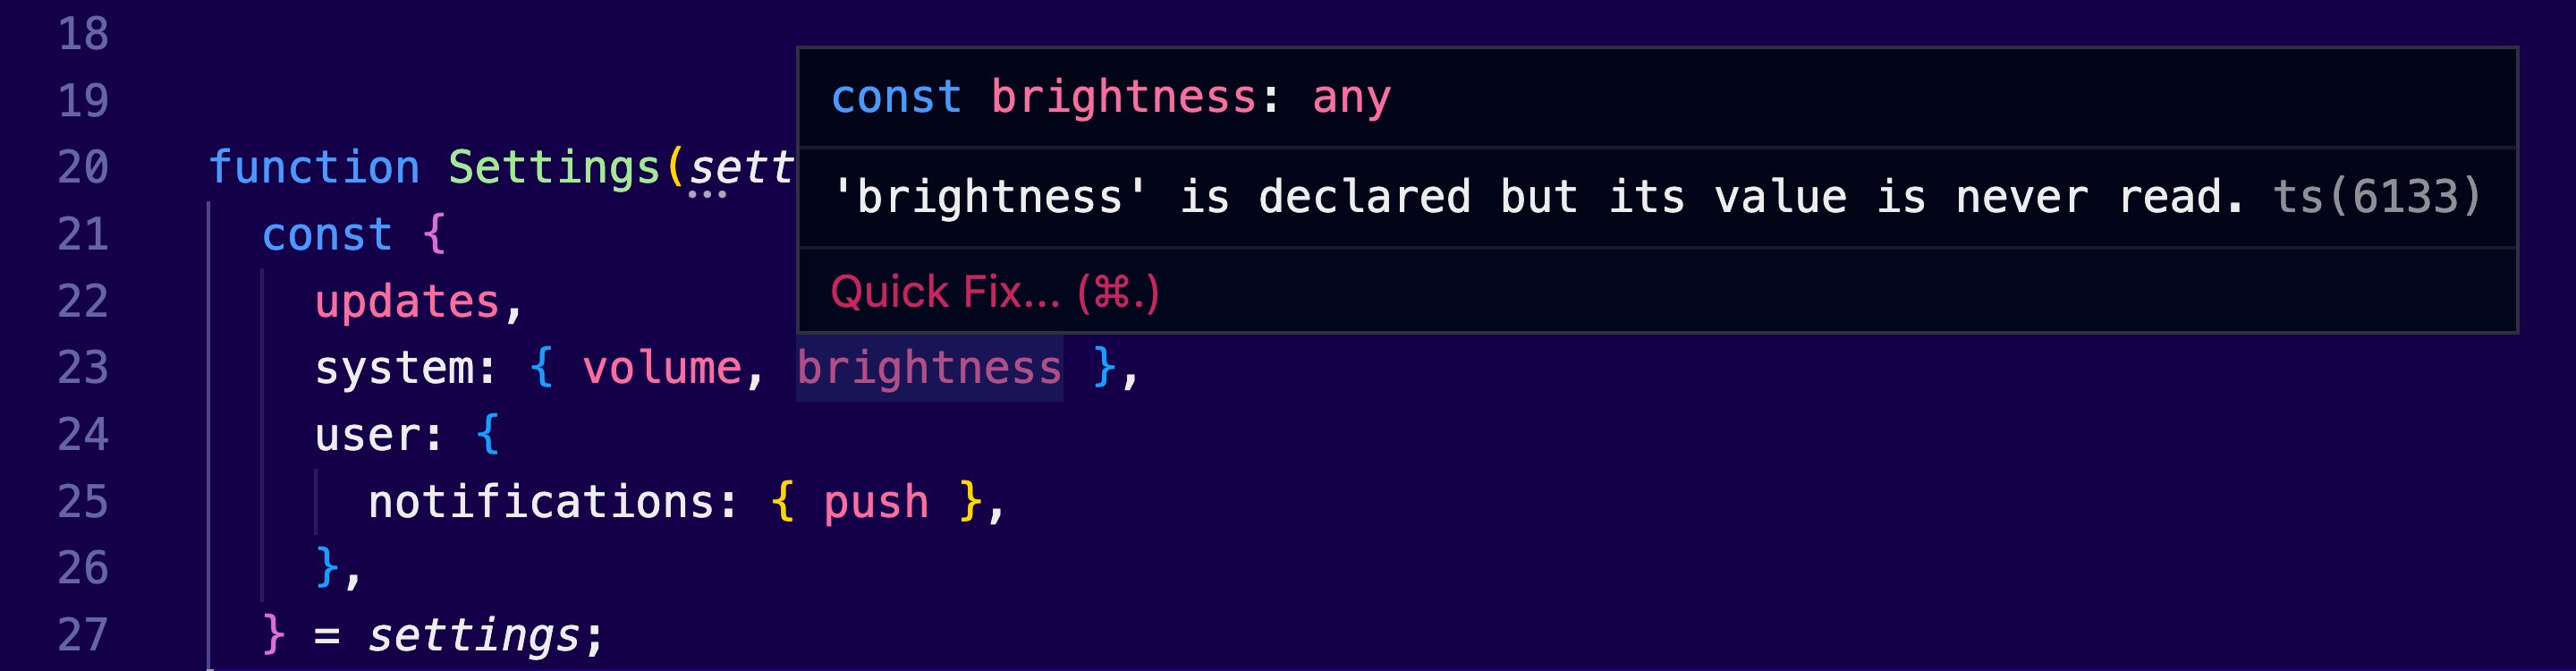 18
19
20 function Settings(sett
21 const {
22 updates,
23 system: { volume, brightness },
24 user: {
25 notifications: { push },
26 },
27 } = settings;
const brightness: any
'brightness' is declared but its value is never read. ts(6133)
Quick Fix... (⌘.)